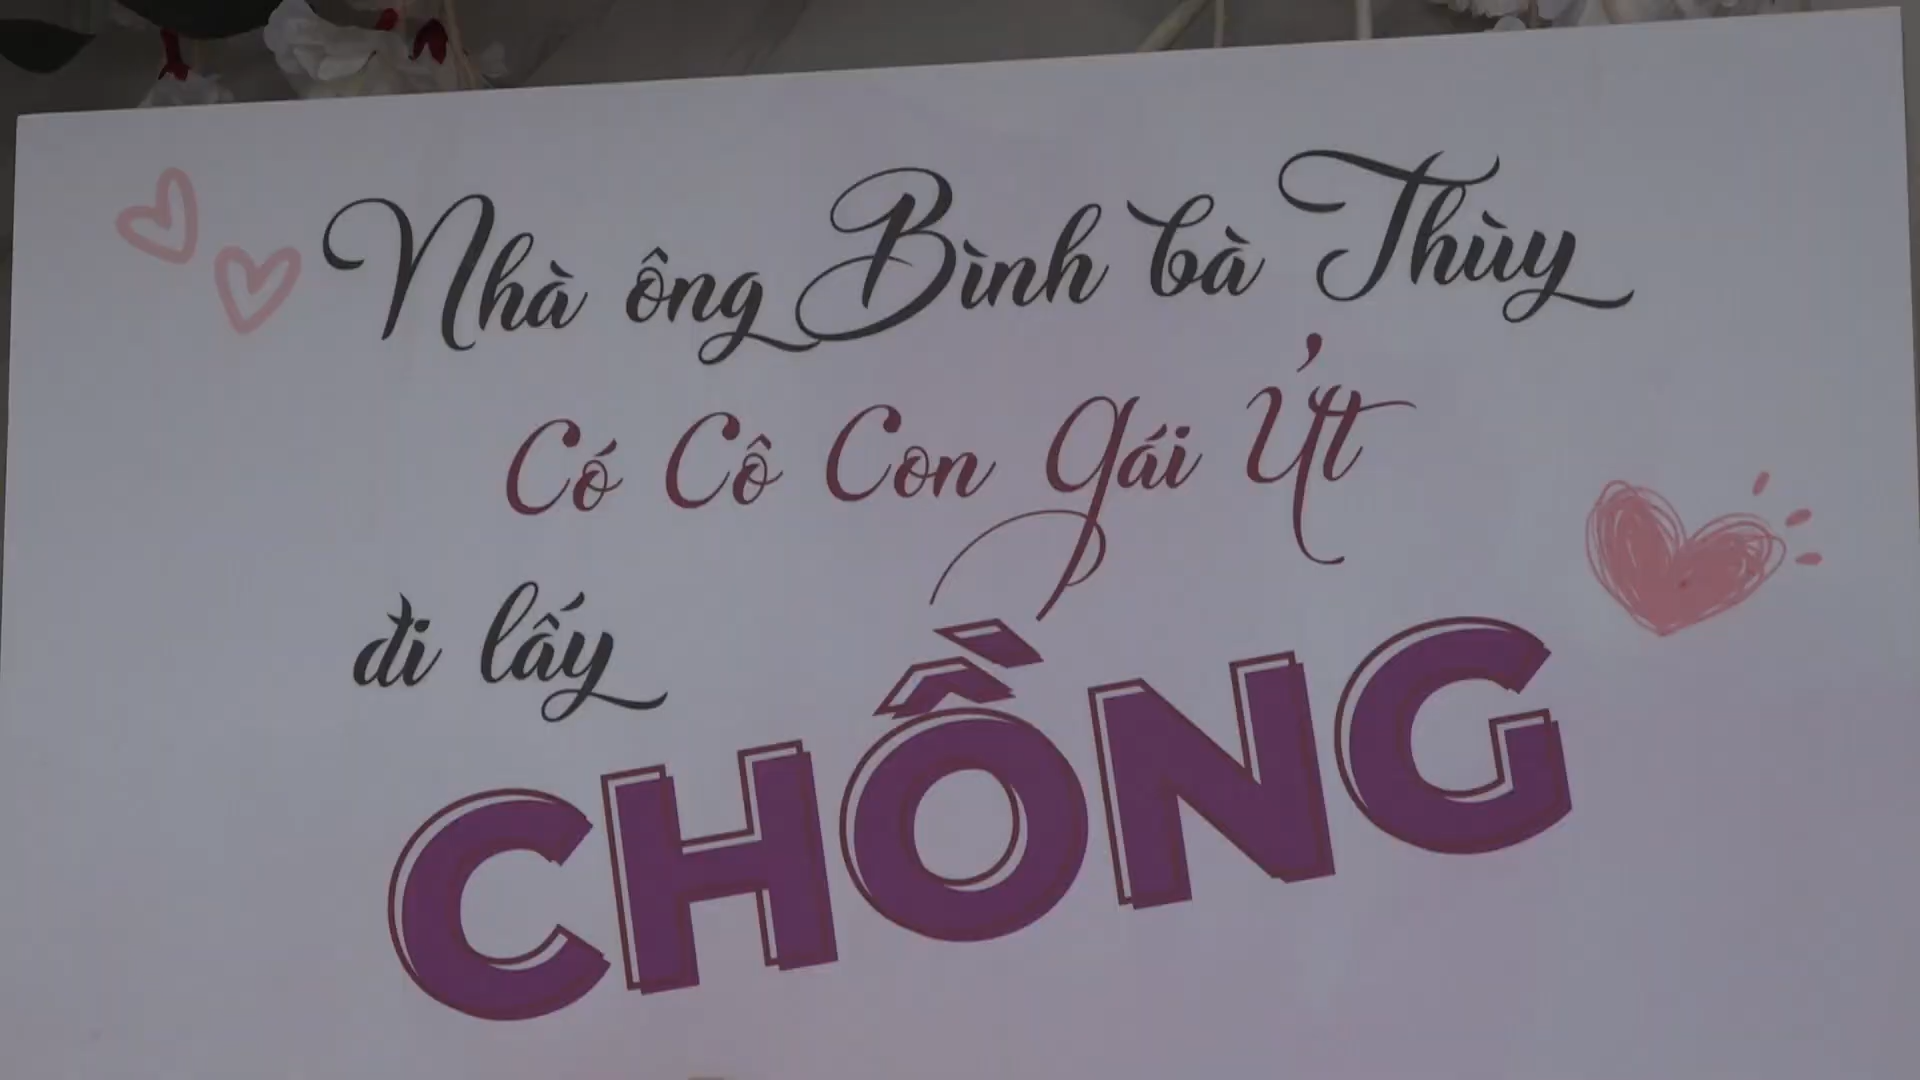 Nhà ông Bình bà Thùy
Có Cô Con Gái Út
đi lấy
CHỒNG